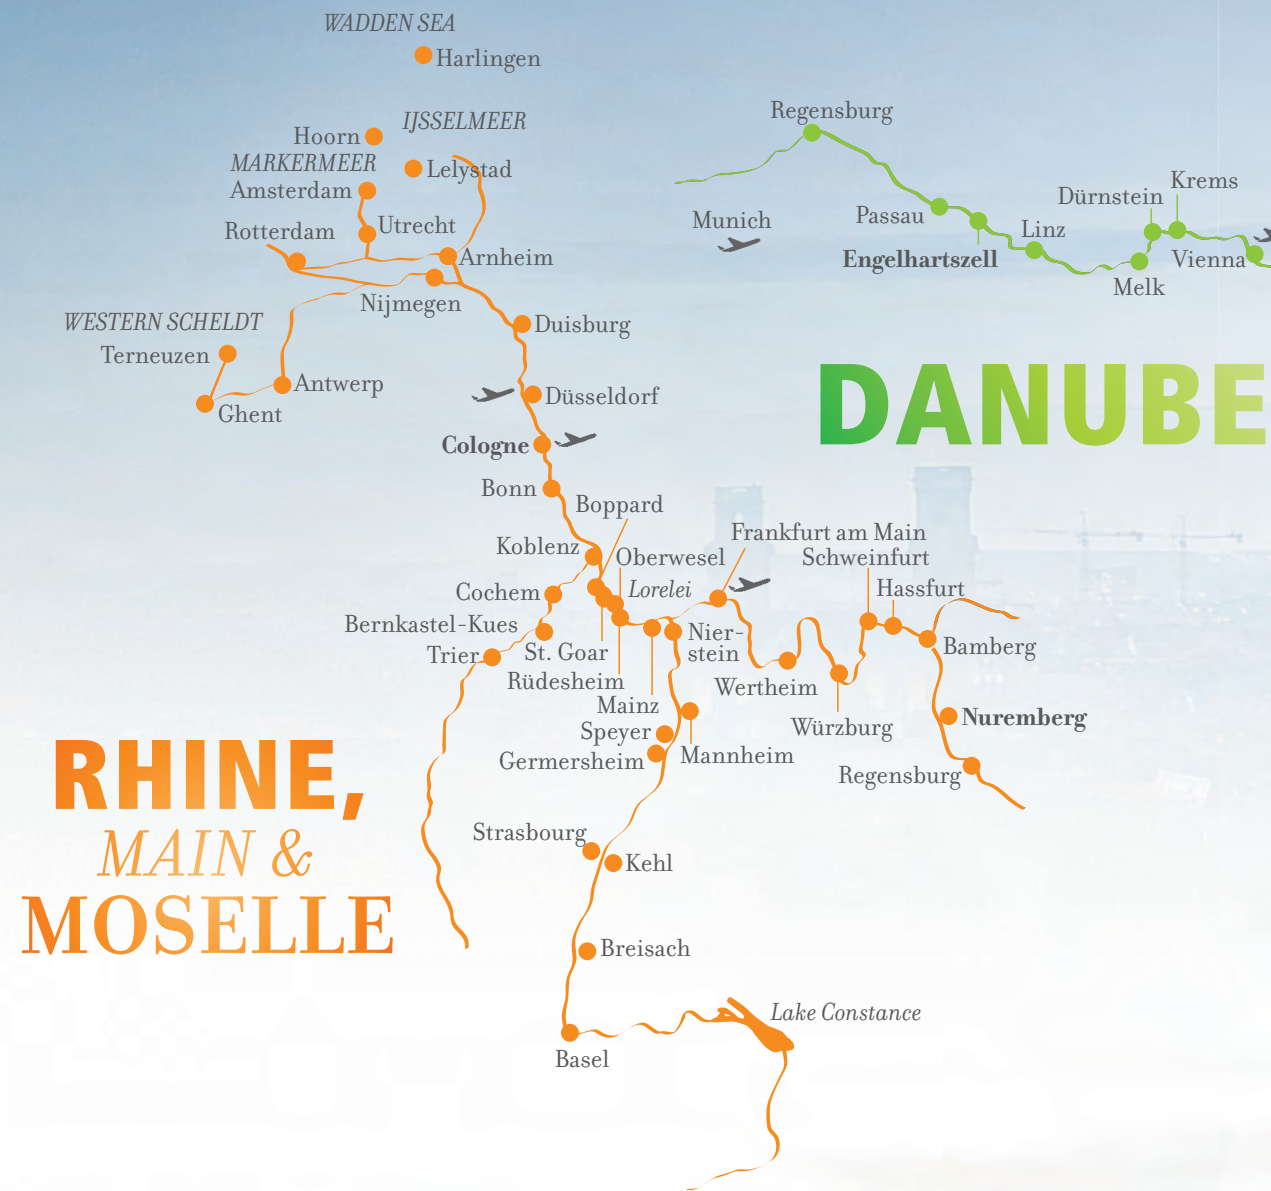 WADDEN SEA
Harlingen
IJSSELMEER
Hoorn
MARKERMEER
Lelystad
Amsterdam
Utrecht
Rotterdam
Arnheim
Nijmegen
WESTERN SCHELDT
Terneuzen
Antwerp
Ghent
Duisburg
Düsseldorf
Cologne
Bonn
Boppard
Koblenz
Oberwesel
Lorelei
Cochem
Bernkastel-Kues
Trier
St. Goar
Rüdesheim
Mainz
Nier-
stein
Frankfurt am Main
Schweinfurt
Hassfurt
Bamberg
Wertheim
Würzburg
Nuremberg
Regensburg
Speyer
Germersheim
Mannheim
Strasbourg
Kehl
Breisach
Basel
Lake Constance
RHINE,
MAIN &
MOSELLE
Regensburg
Munich
Passau
Engelhartszell
Linz
Dürnstein
Krems
Melk
Vienna
DANUBE